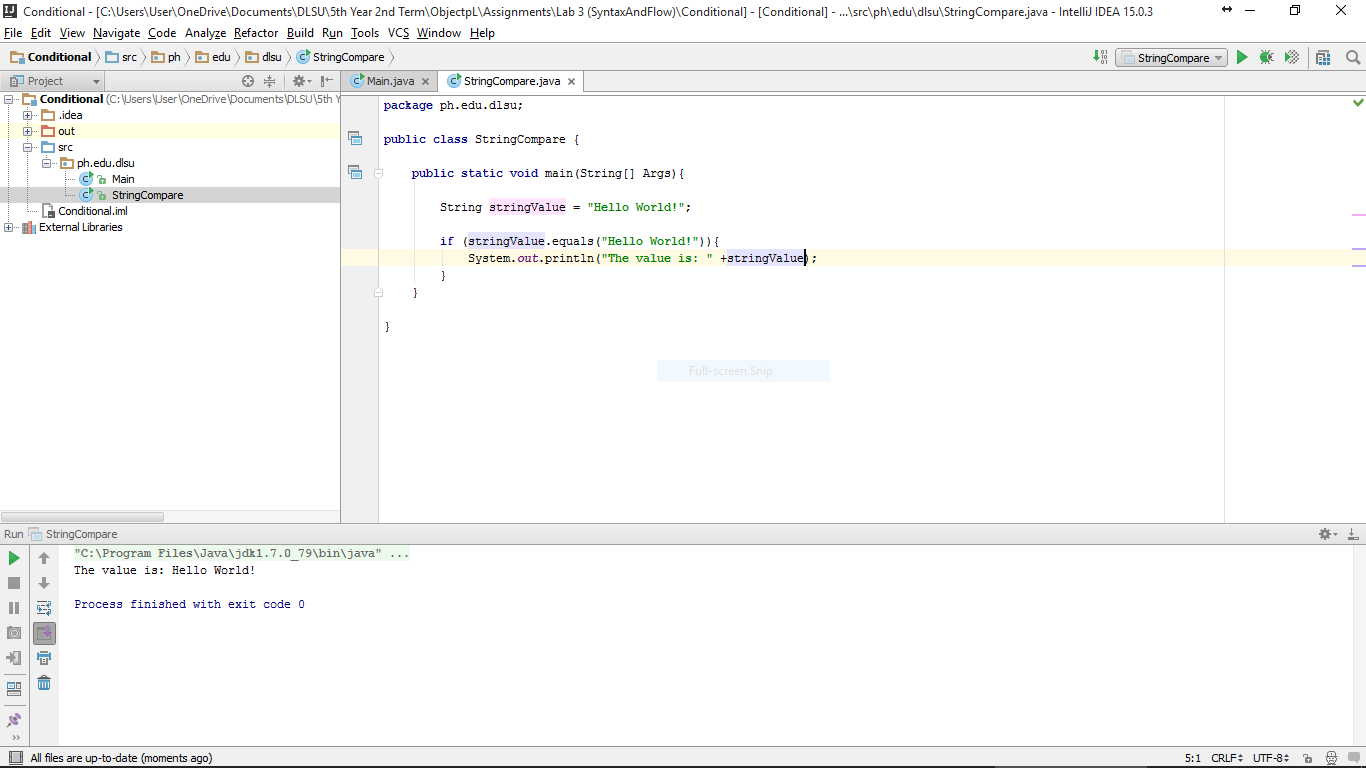 Conditional - [C:\Users\User\OneDrive\Documents\DLSU\5th Year 2nd Term\ObjectpL\Assignments\Lab 3 (SyntaxAndFlow)\Conditional] - [Conditional] - ...\src\ph\edu\dlsu\StringCompare.java - IntelliJ IDEA 15.0.3
File Edit View Navigate Code Analyze Refactor Build Run Tools VCS Window Help
Conditional src ph edu dlsu StringCompare StringCompare
Project Main.java StringCompare.java
Conditional (C:\Users\User\OneDrive\Documents\DLSU\5th Y
.idea
out
src
ph.edu.dlsu
Main
StringCompare
Conditional.iml
External Libraries
package ph.edu.dlsu;
public class StringCompare {
public static void main(String[] Args){
String stringValue = "Hello World!";
if (stringValue.equals("Hello World!")){
System.out.println("The value is: " +stringValue);
}
}
}
Full-screen Snip
Run StringCompare
"C:\Program Files\Java\jdk1.7.0_79\bin\java" ...
The value is: Hello World!
Process finished with exit code 0
All files are up-to-date (moments ago) 5:1 CRLF UTF-8